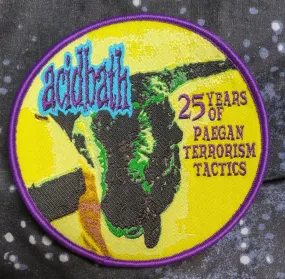 acidbath
25 YEARS
OF
PAEGAN
TERRORISM
TACTICS